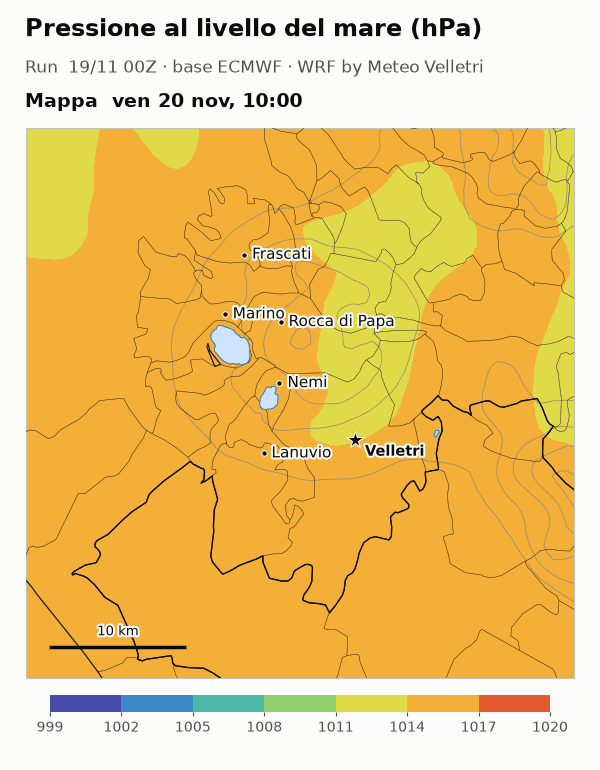 Pressione al livello del mare (hPa)
Run  19/11 00Z · base ECMWF · WRF by Meteo Velletri
Mappa  ven 20 nov, 10:00
Frascati
Marino
Rocca di Papa
Nemi
Velletri
Lanuvio
10 km
999 1002 1005 1008 1011 1014 1017 1020